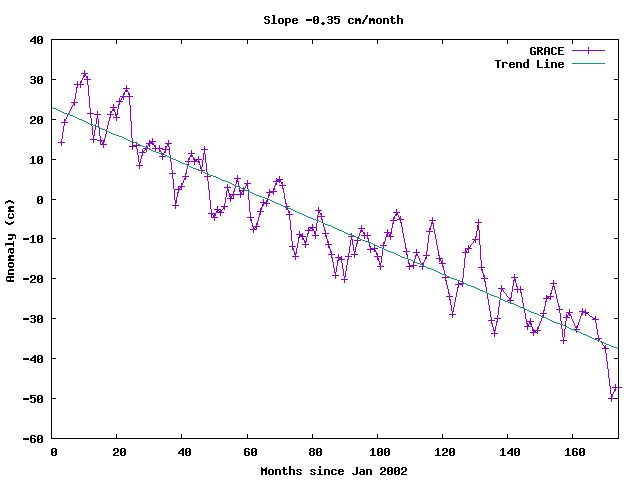 Slope -0.35 cm/month
GRACE
Trend Line
40
30
20
10
0
-10
-20
-30
-40
-50
-60
Anomaly (cm)
0 20 40 60 80 100 120 140 160
Months since Jan 2002